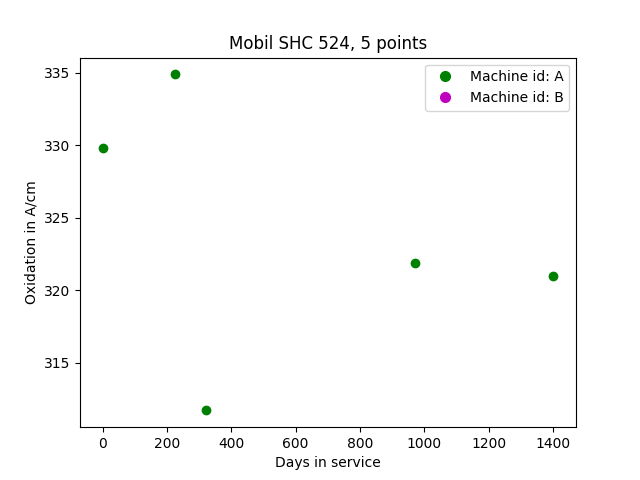 Mobil SHC 524, 5 points
Machine id: A
Machine id: B
335
330
325
320
315
Oxidation in A/cm
0 200 400 600 800 1000 1200 1400
Days in service